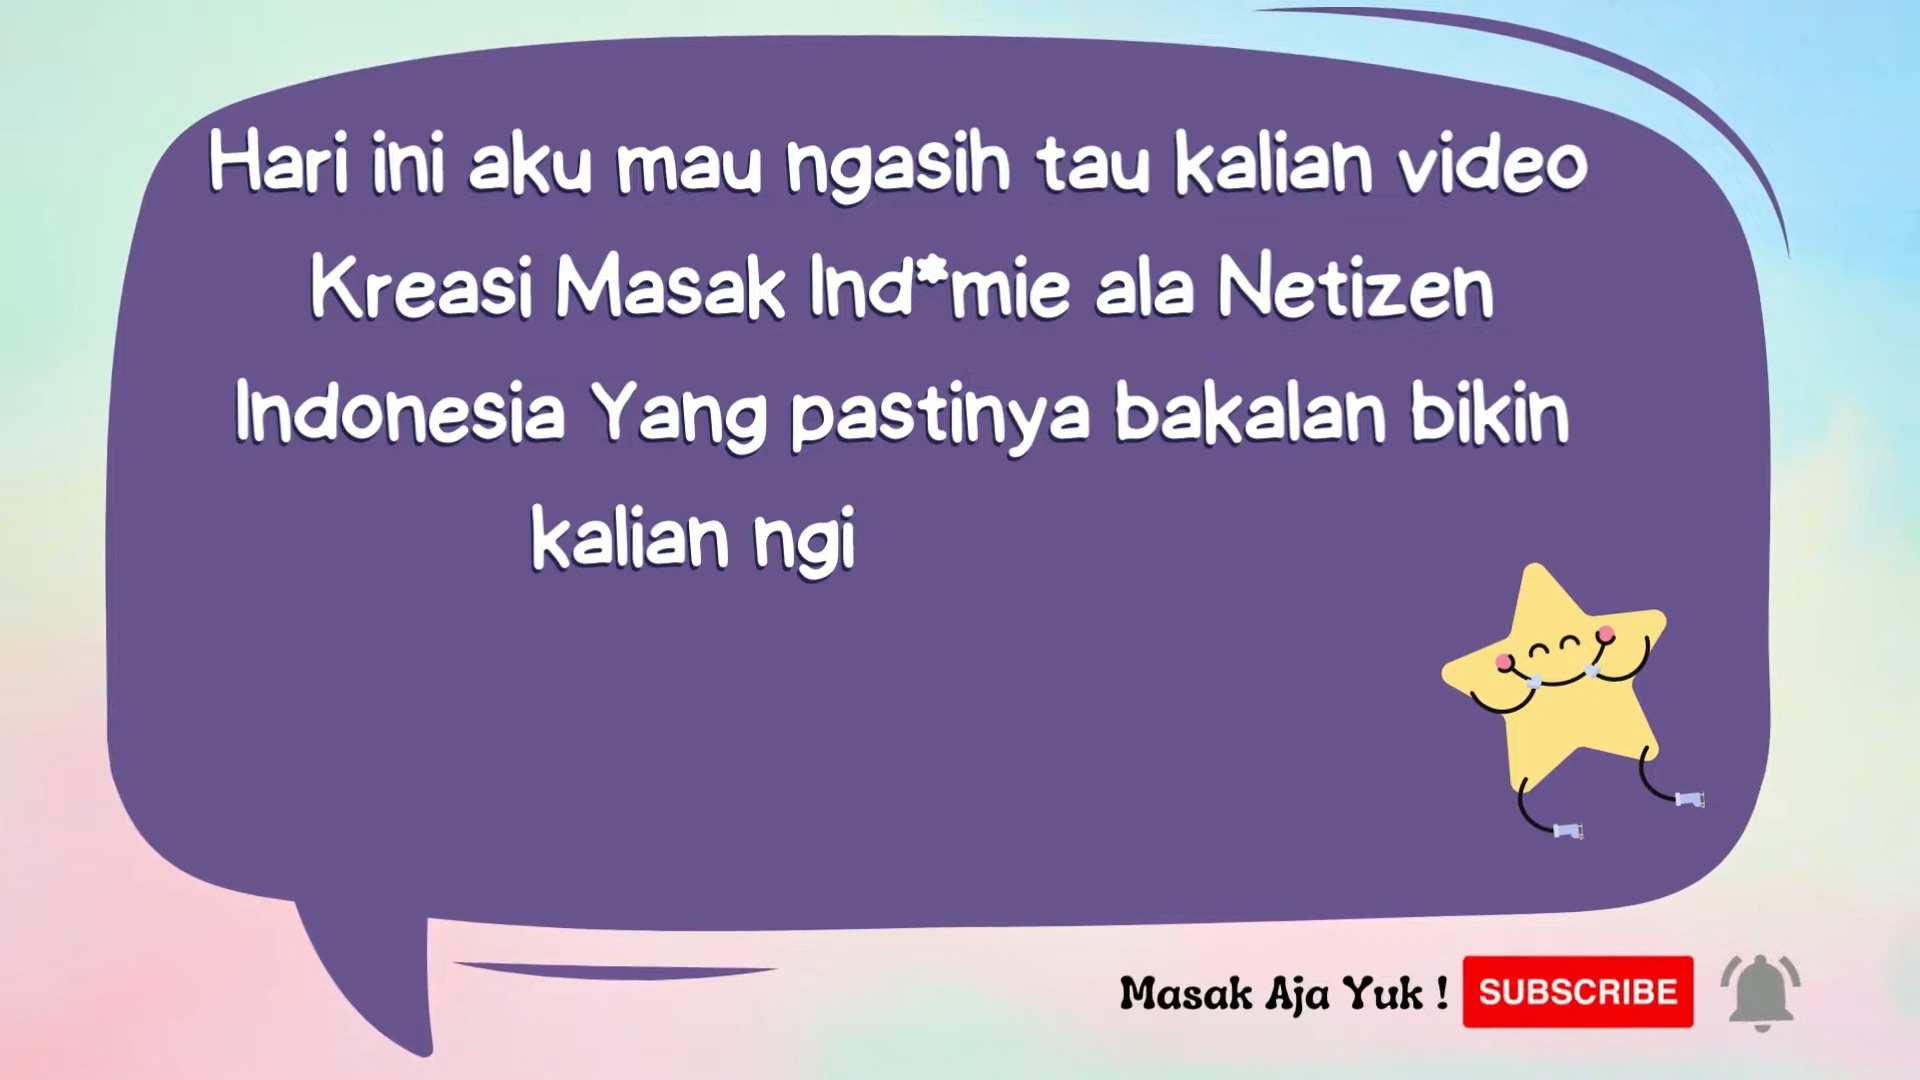 Hari ini aku mau ngasih tau kalian video
Kreasi Masak Ind*mie ala Netizen
Indonesia Yang pastinya bakalan bikin
kalian ngi
Masak Aja Yuk ! SUBSCRIBE